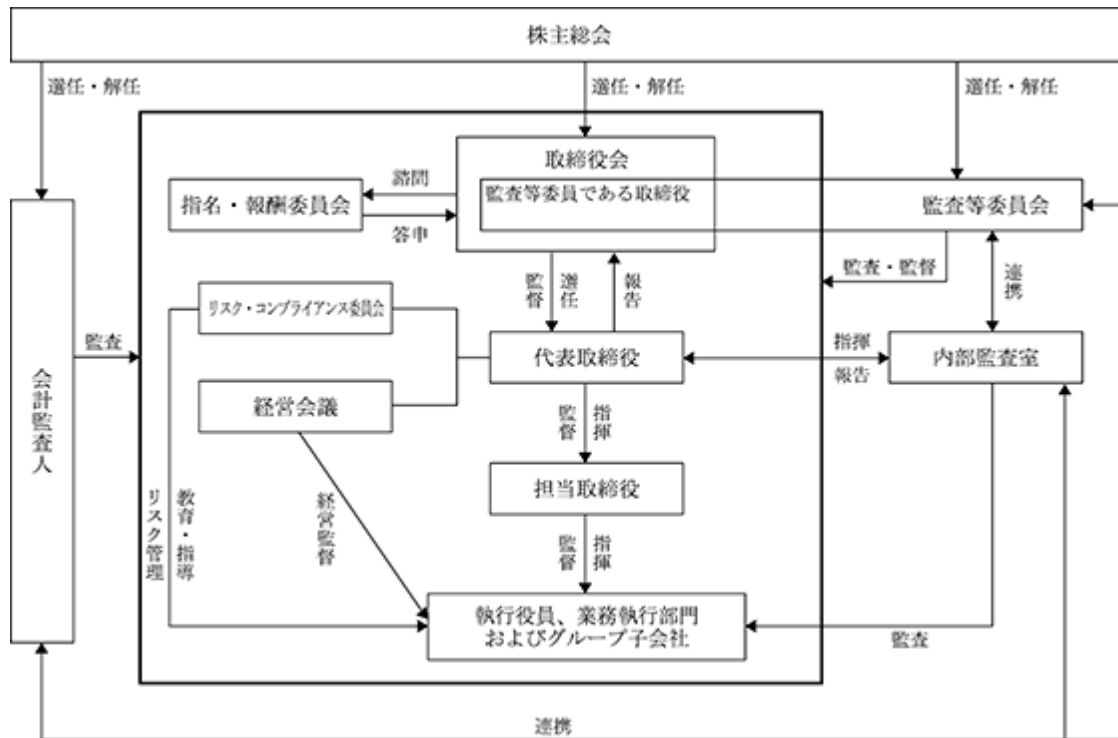 株主総会
選任・解任
選任・解任
選任・解任
取締役会
諮問
監査等委員である取締役
指名・報酬委員会
監査等委員会
答申
監査・監督
監督
選任
報告
連携
リスク・コンプライアンス委員会
監査
代表取締役
指揮
報告
内部監査室
会計監査人
経営会議
監督
指揮
担当取締役
リスク管理
教育・指導
経営監督
監督
指揮
執行役員、業務執行部門
およびグループ子会社
監査
連携